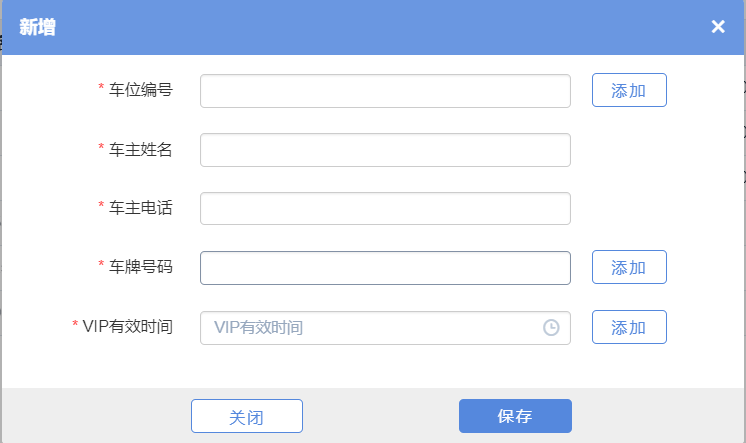 新增
* 车位编号 添加
* 车主姓名
* 车主电话
* 车牌号码 添加
* VIP有效时间 VIP有效时间 添加
关闭 保存